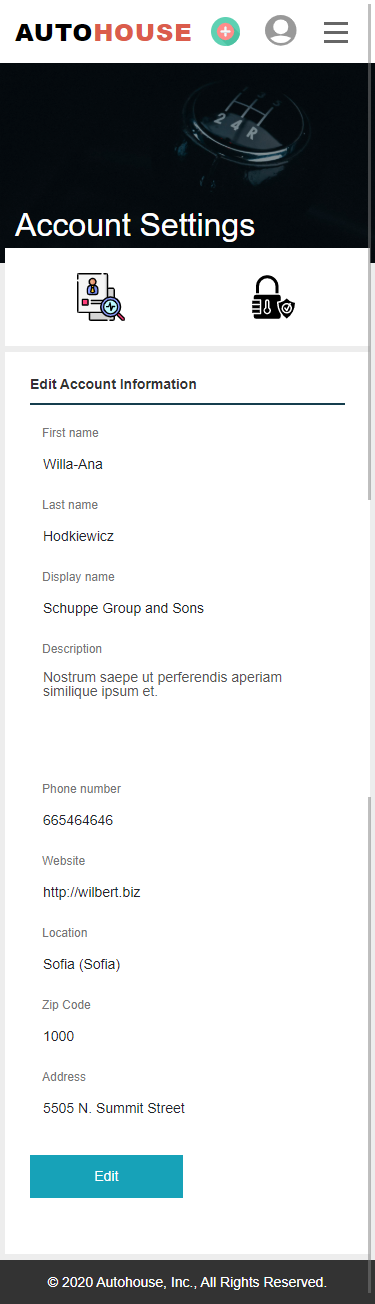 AUTOHOUSE
2 4 R
Account Settings
Edit Account Information
First name
Willa-Ana
Last name
Hodkiewicz
Display name
Schuppe Group and Sons
Description
Nostrum saepe ut perferendis aperiam
similique ipsum et.
Phone number
665464646
Website
http://wilbert.biz
Location
Sofia (Sofia)
Zip Code
1000
Address
5505 N. Summit Street
Edit
© 2020 Autohouse, Inc., All Rights Reserved.